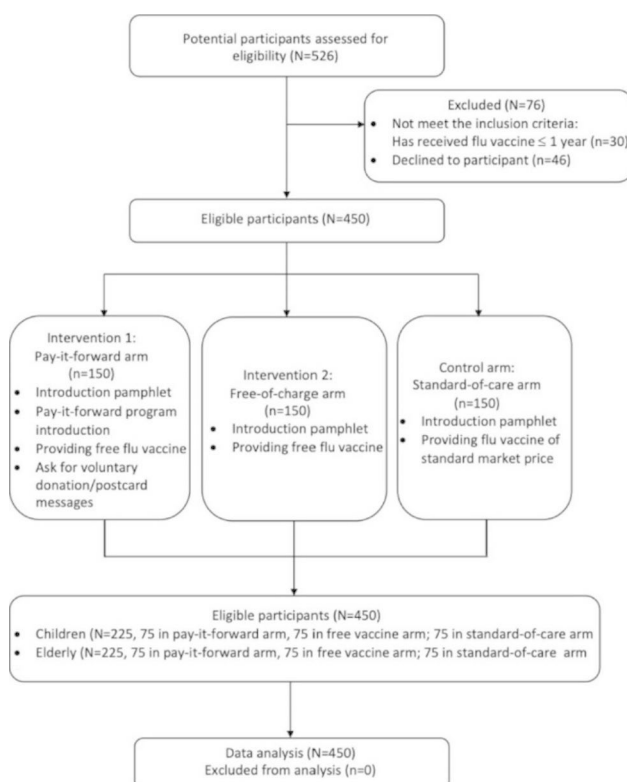 Potential participants assessed for
eligibility (N=526)
Excluded (N=76)
• Not meet the inclusion criteria:
Has received flu vaccine ≤ 1 year (n=30)
• Declined to participant (n=46)
Eligible participants (N=450)
Intervention 1:
Pay-it-forward arm
(n=150)
• Introduction pamphlet
• Pay-it-forward program
introduction
• Providing free flu vaccine
• Ask for voluntary
donation/postcard
messages
Intervention 2:
Free-of-charge arm
(n=150)
• Introduction pamphlet
• Providing free flu vaccine
Control arm:
Standard-of-care arm
(n=150)
• Introduction pamphlet
• Providing flu vaccine of
standard market price
Eligible participants (N=450)
• Children (N=225, 75 in pay-it-forward arm, 75 in free vaccine arm; 75 in standard-of-care arm
• Elderly (N=225, 75 in pay-it-forward arm, 75 in free vaccine arm; 75 in standard-of-care arm
Data analysis (N=450)
Excluded from analysis (n=0)